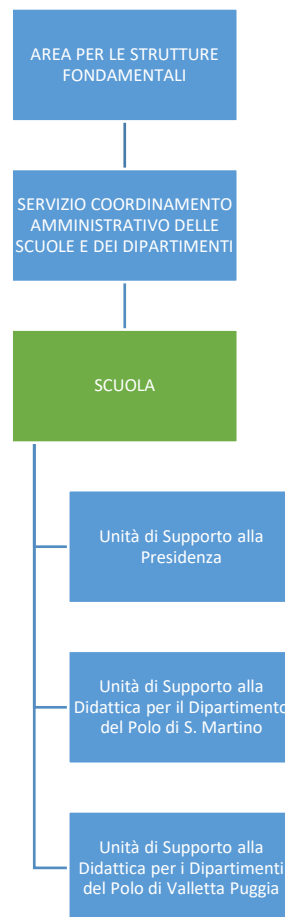 AREA PER LE STRUTTURE
FONDAMENTALI
SERVIZIO COORDINAMENTO
AMMINISTRATIVO DELLE
SCUOLE E DEI DIPARTIMENTI
SCUOLA
Unità di Supporto alla
Presidenza
Unità di Supporto alla
Didattica per il Dipartimento
del Polo di S. Martino
Unità di Supporto alla
Didattica per i Dipartimenti
del Polo di Valletta Puggia